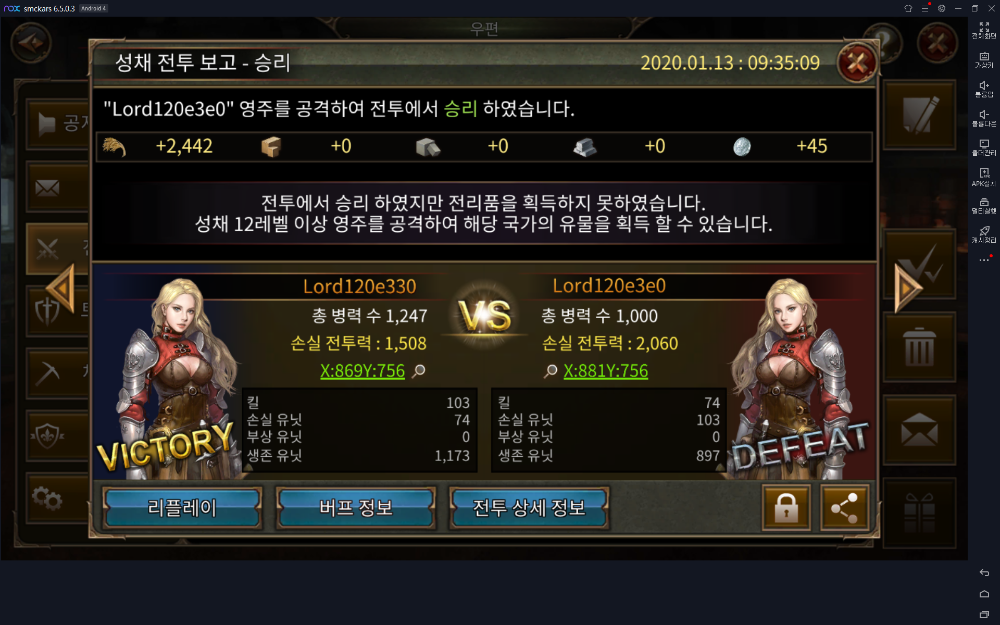 nox smckars 6.5.0.3 Android 4
우편
성채 전투 보고 - 승리
2020.01.13 : 09:35:09
"Lord120e3e0" 영주를 공격하여 전투에서 승리 하였습니다.
+2,442 +0 +0 +0 +45
전투에서 승리 하였지만 전리품을 획득하지 못하였습니다.
성채 12레벨 이상 영주를 공격하여 해당 국가의 유물을 획득 할 수 있습니다.
Lord120e330
총 병력 수 1,247
손실 전투력 : 1,508
X:869Y:756
킬 103
손실 유닛 74
부상 유닛 0
생존 유닛 1,173
VICTORY
VS
Lord120e3e0
총 병력 수 1,000
손실 전투력 : 2,060
X:881Y:756
킬 74
손실 유닛 103
부상 유닛 0
생존 유닛 897
DEFEAT
리플레이
버프 정보
전투 상세 정보
전체화면
가상키
볼륨업
볼륨다운
폴더관리
APK설치
멀티실행
캐시정리